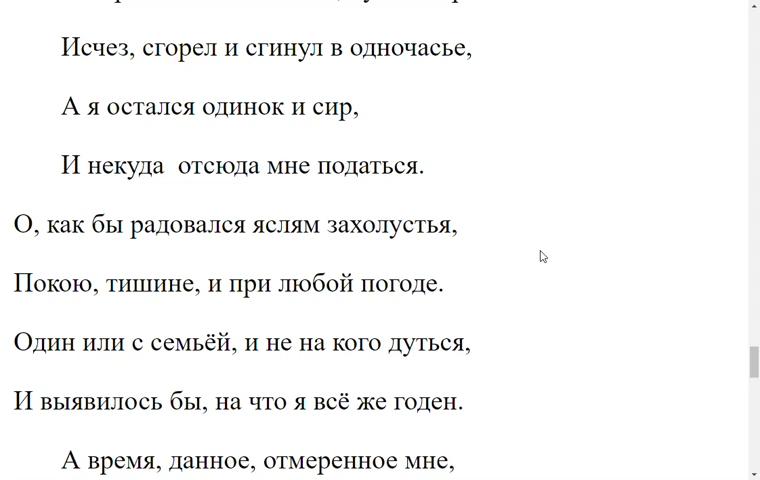 Исчез, сгорел и сгинул в одночасье,
А я остался одинок и сир,
И некуда  отсюда мне податься.
О, как бы радовался яслям захолустья,
Покою, тишине, и при любой погоде.
Один или с семьёй, и не на кого дуться,
И выявилось бы, на что я всё же годен.
А время, данное, отмеренное мне,